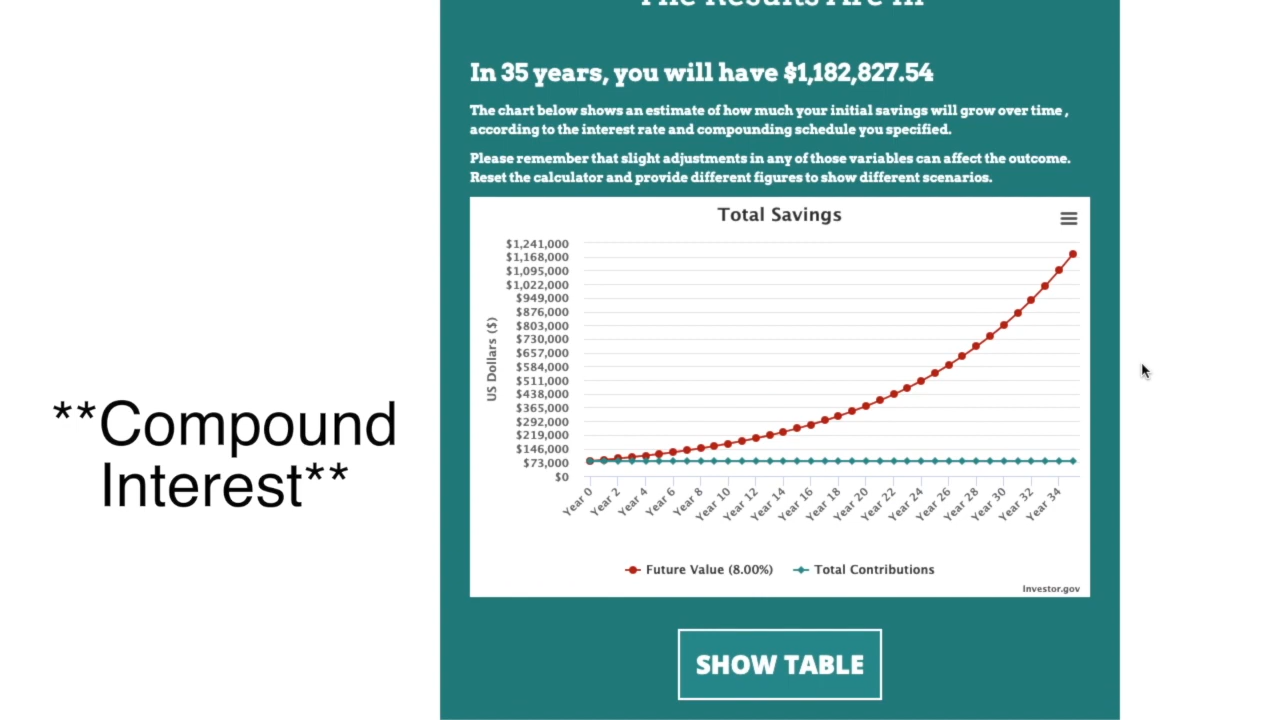 The Results Are In
In 35 years, you will have $1,182,827.54
The chart below shows an estimate of how much your initial savings will grow over time ,
according to the interest rate and compounding schedule you specified.
Please remember that slight adjustments in any of those variables can affect the outcome.
Reset the calculator and provide different figures to show different scenarios.
Total Savings
$1,241,000
$1,168,000
$1,095,000
$1,022,000
$949,000
$876,000
$803,000
$730,000
$657,000
$584,000
$511,000
$438,000
$365,000
$292,000
$219,000
$146,000
$73,000
$0
US Dollars ($)
Year 0
Year 2
Year 4
Year 6
Year 8
Year 10
Year 12
Year 14
Year 16
Year 18
Year 20
Year 22
Year 24
Year 26
Year 28
Year 30
Year 32
Year 34
Future Value (8.00%)
Total Contributions
Investor.gov
SHOW TABLE
**Compound
Interest**